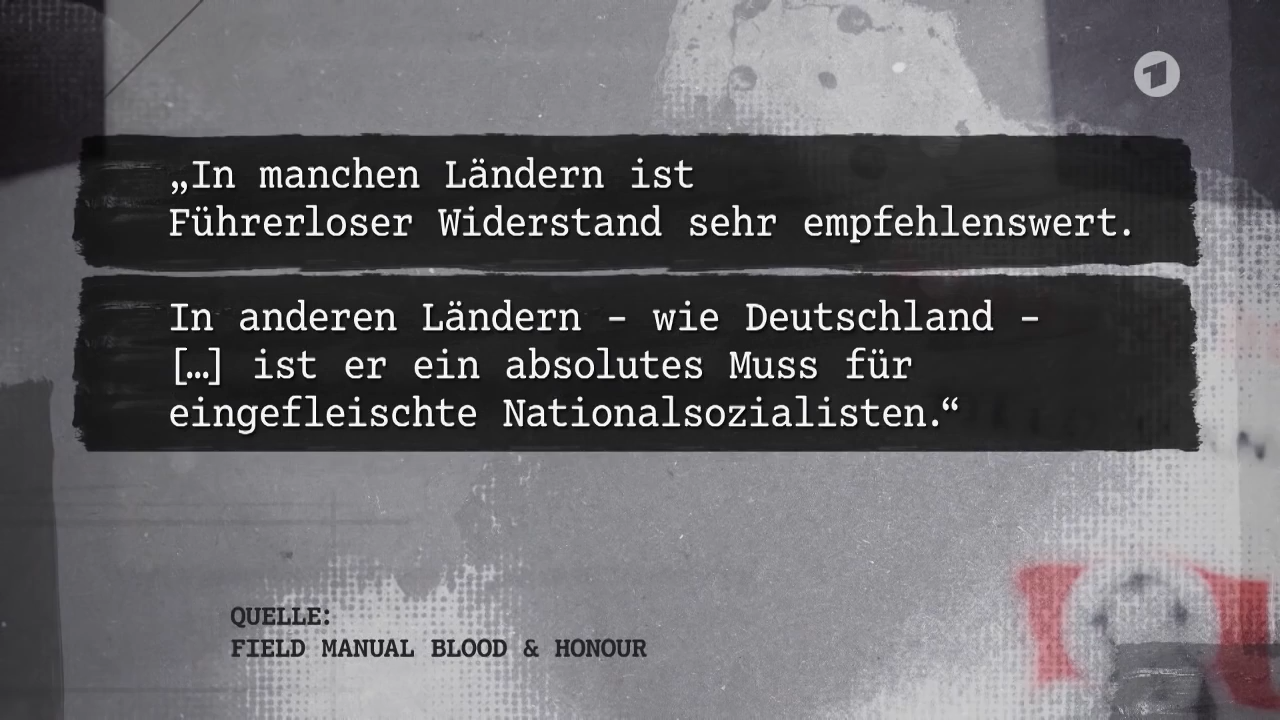 „In manchen Ländern ist
Führerloser Widerstand sehr empfehlenswert.
In anderen Ländern – wie Deutschland –
[…] ist er ein absolutes Muss für
eingefleischte Nationalsozialisten.“
QUELLE:
FIELD MANUAL BLOOD & HONOUR